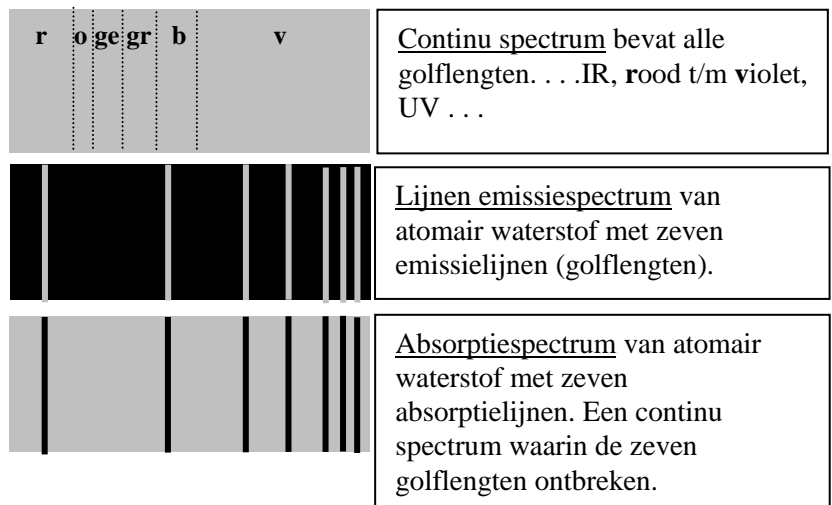 r o ge gr b v
Continu spectrum bevat alle
golflengten. . . .IR, rood t/m violet,
UV . . .
Lijnen emissiespectrum van
atomair waterstof met zeven
emissielijnen (golflengten).
Absorptiespectrum van atomair
waterstof met zeven
absorptielijnen. Een continu
spectrum waarin de zeven
golflengten ontbreken.